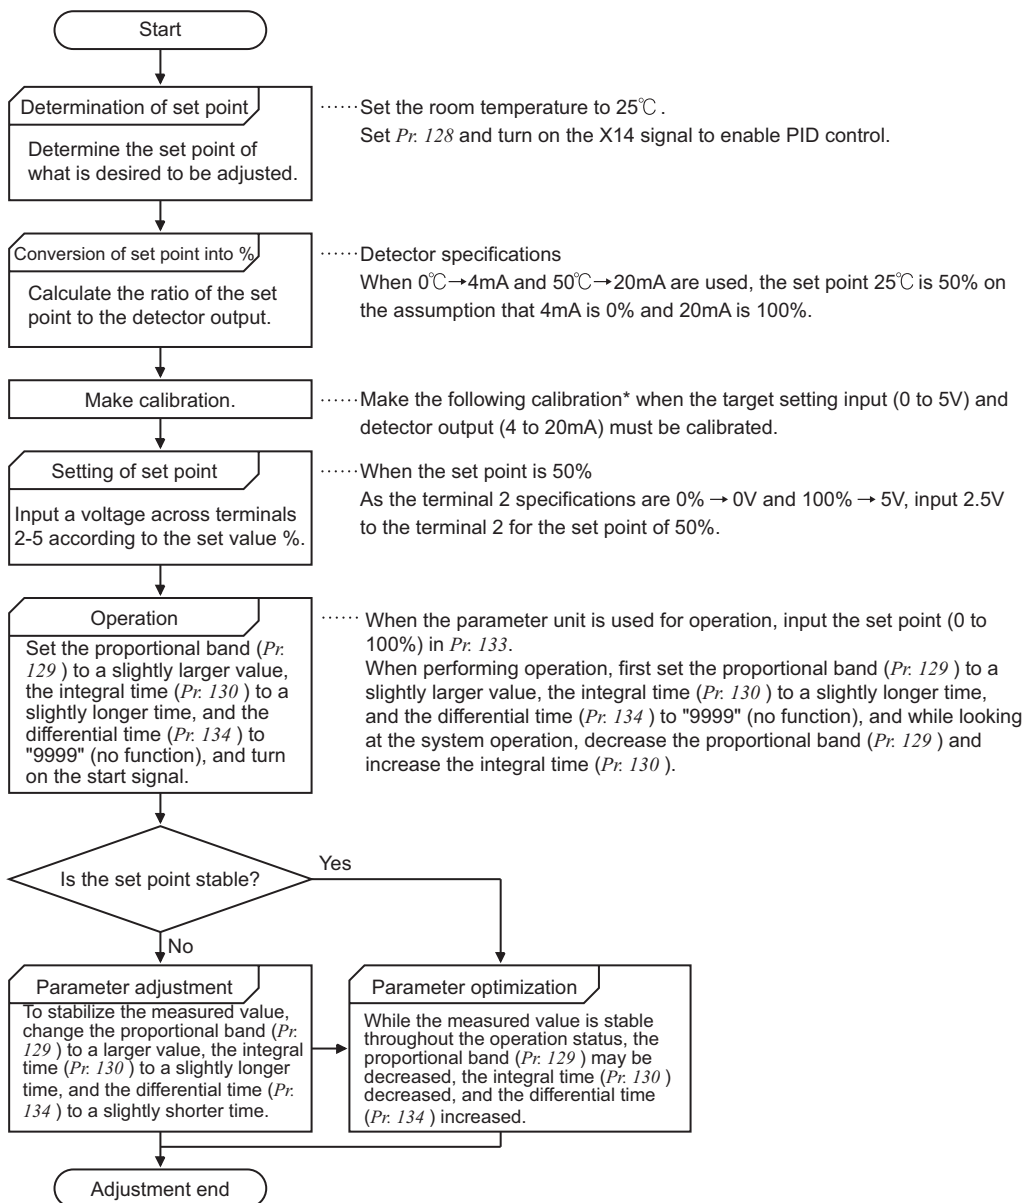 Start
Determination of set point
Determine the set point of
what is desired to be adjusted.
······Set the room temperature to 25℃.
Set Pr. 128 and turn on the X14 signal to enable PID control.
Conversion of set point into %
Calculate the ratio of the set
point to the detector output.
······Detector specifications
When 0℃→4mA and 50℃→20mA are used, the set point 25℃ is 50% on
the assumption that 4mA is 0% and 20mA is 100%.
Make calibration.
······Make the following calibration* when the target setting input (0 to 5V) and
detector output (4 to 20mA) must be calibrated.
Setting of set point
Input a voltage across terminals
2-5 according to the set value %.
······When the set point is 50%
As the terminal 2 specifications are 0% → 0V and 100% → 5V, input 2.5V
to the terminal 2 for the set point of 50%.
Operation
Set the proportional band (Pr.
129 ) to a slightly larger value,
the integral time (Pr. 130 ) to a
slightly longer time, and the
differential time (Pr. 134 ) to
"9999" (no function), and turn
on the start signal.
······ When the parameter unit is used for operation, input the set point (0 to
100%) in Pr. 133.
When performing operation, first set the proportional band (Pr. 129 ) to a
slightly larger value, the integral time (Pr. 130 ) to a slightly longer time,
and the differential time (Pr. 134 ) to "9999" (no function), and while looking
at the system operation, decrease the proportional band (Pr. 129 ) and
increase the integral time (Pr. 130 ).
Is the set point stable?
Yes
No
Parameter adjustment
To stabilize the measured value,
change the proportional band (Pr.
129 ) to a larger value, the integral
time (Pr. 130 ) to a slightly longer
time, and the differential time (Pr.
134 ) to a slightly shorter time.
Parameter optimization
While the measured value is stable
throughout the operation status, the
proportional band (Pr. 129 ) may be
decreased, the integral time (Pr. 130 )
decreased, and the differential time
(Pr. 134 ) increased.
Adjustment end